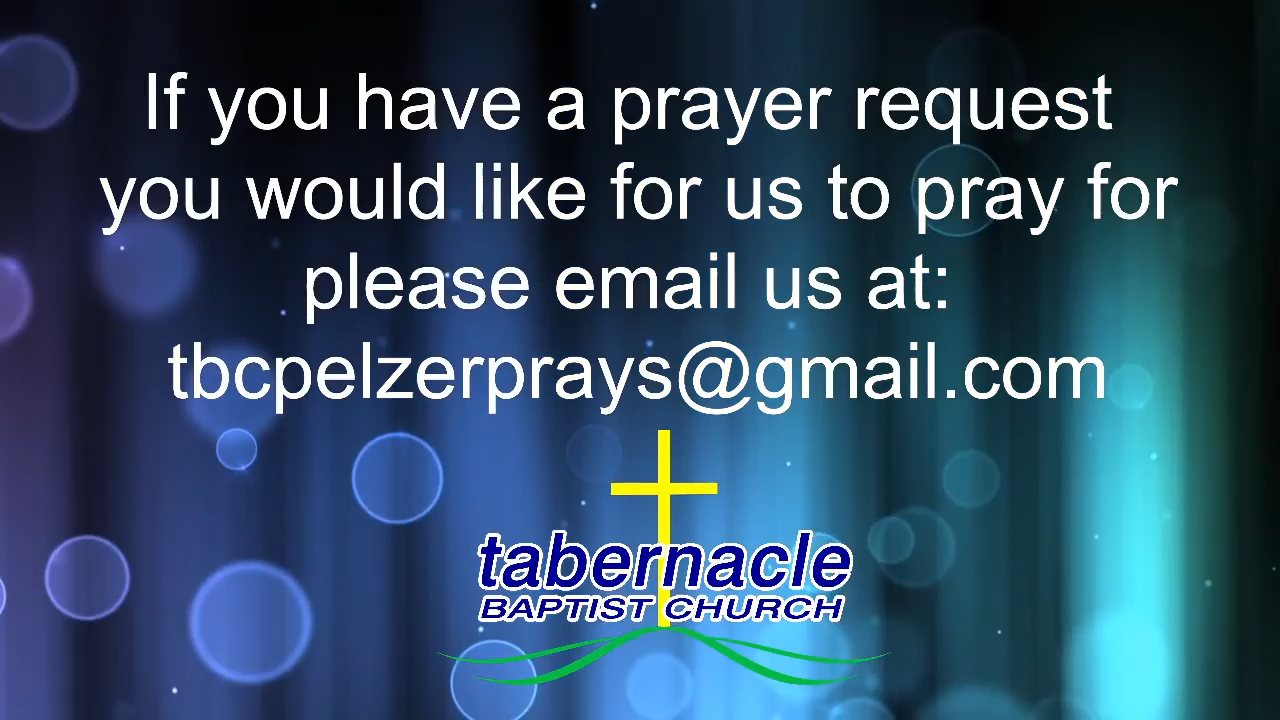 If you have a prayer request
you would like for us to pray for
please email us at:
tbcpelzerprays@gmail.com
tabernacle
BAPTIST CHURCH